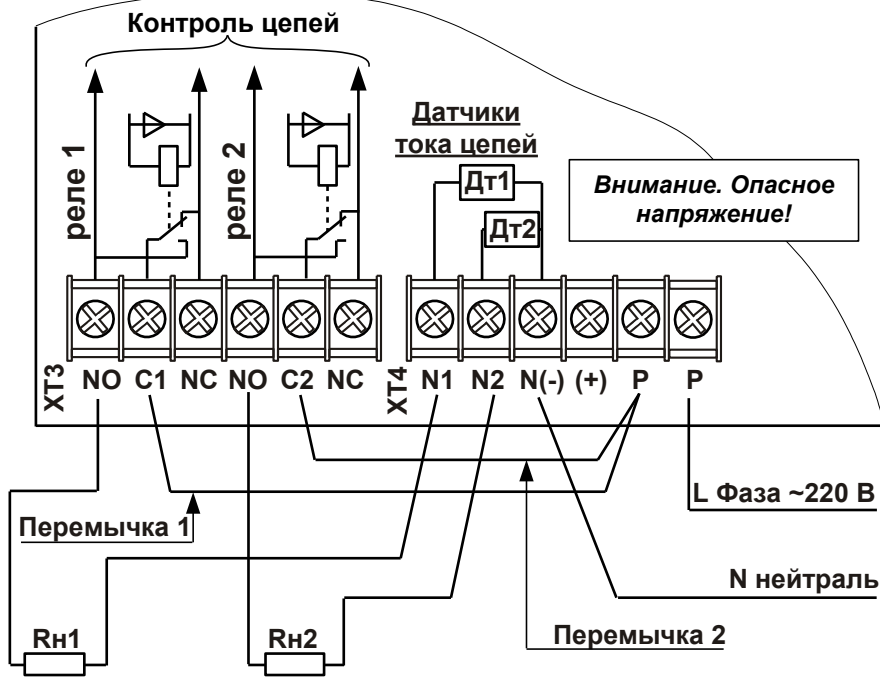 Контроль цепей
реле 1
реле 2
Датчики
тока цепей
Дт1
Дт2
Внимание. Опасное
напряжение!
XT3
NO C1 NC NO C2 NC
XT4
N1 N2 N(-) (+) P P
L Фаза ~220 В
Перемычка 1
N нейтраль
Rн1
Rн2
Перемычка 2